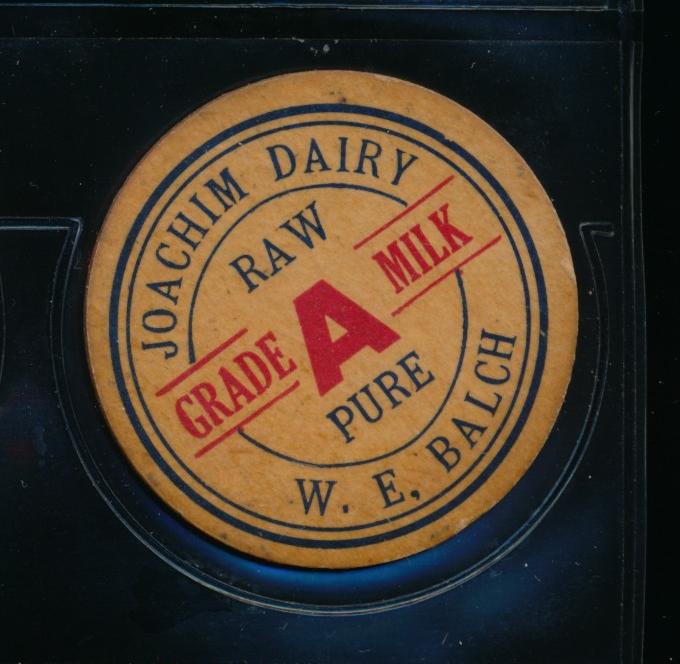 JOACHIM DAIRY
RAW
GRADE A MILK
PURE
W. E, BALCH